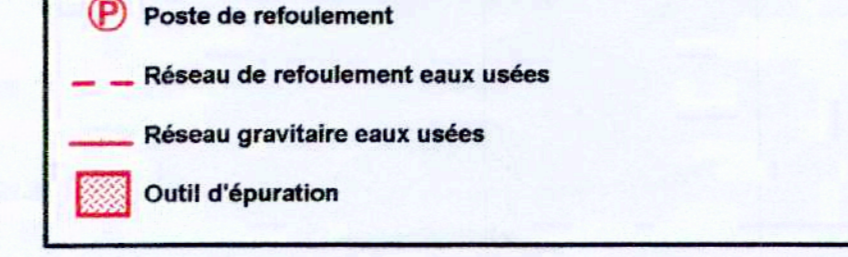 P Poste de refoulement
Réseau de refoulement eaux usées
Réseau gravitaire eaux usées
Outil d'épuration